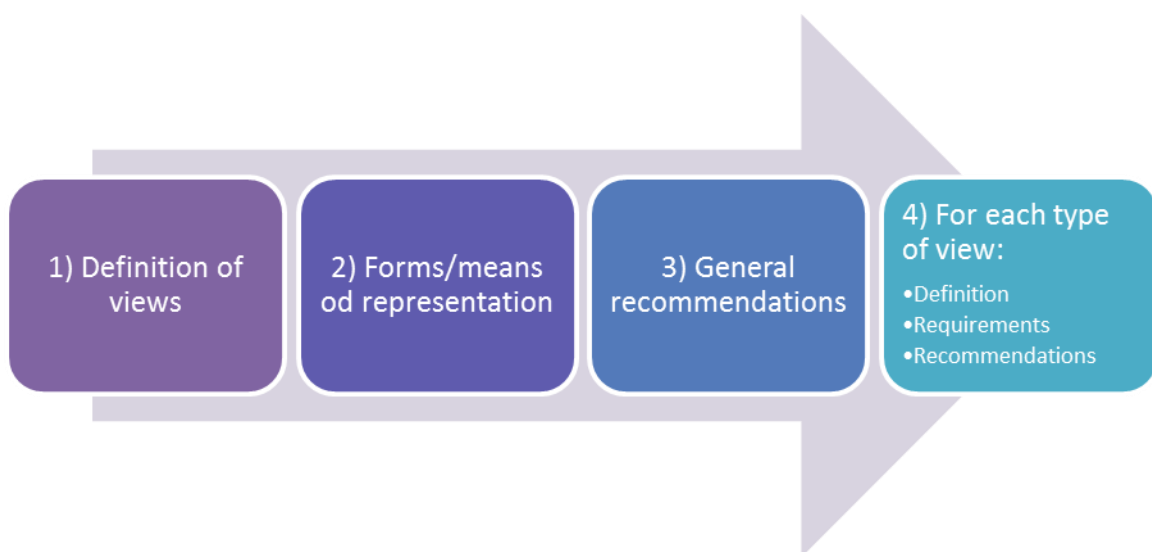 1) Definition of
views
2) Forms/means
od representation
3) General
recommendations
4) For each type
of view:
•Definition
•Requirements
•Recommendations